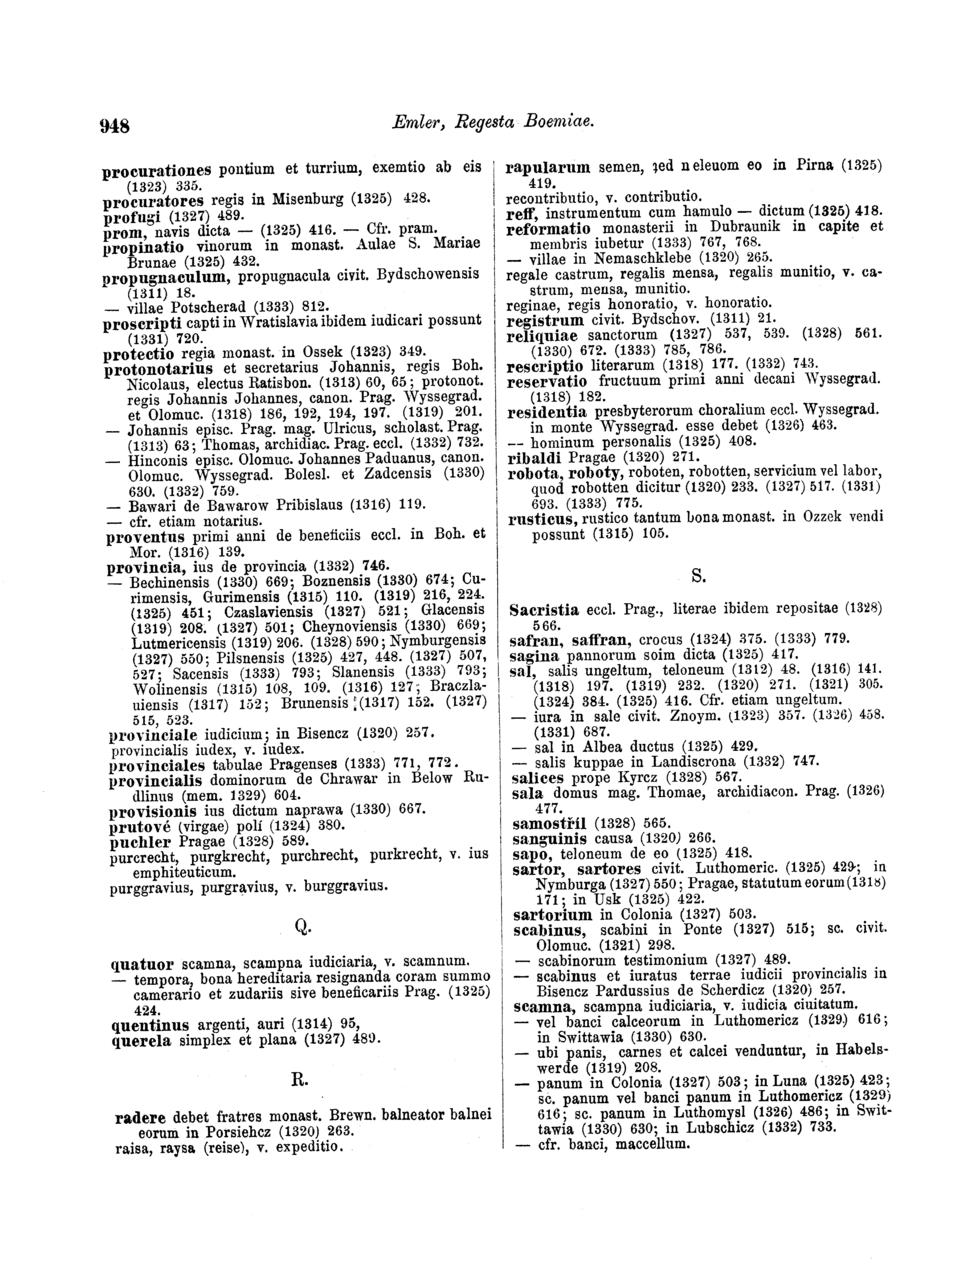 948
Emler, Regesta Boemiae.
procurationes pontium et turrium, exemtio ab eis
(1323) 335.
procuratores regis in Misenburg (1325) 428.
profugi (1327) 489.
prom, navis dicta — (1325) 416. — Cfr. pram.
propinatio vinorum in monast. Aulae S. Mariae
Brunae (1325) 432.
propugnaculum, propugnacula civit. Bydschowensis
(1311) 18.
— villae Potscherad (1333) 812.
proscripti capti in Wratislavia ibidem iudicari possunt
(1331) 720.
protectio regia monast. in Ossek (1323) 349.
protonotarius et secretarius Johannis, regis Boh.
Nicolaus, electus Ratisbon. (1313) 60, 65; protonot.
regis Johannis Johannes, canon. Prag. Wyssegrad.
et Olomuc. (1318) 186, 192, 194, 197. (1319) 201.
— Johannis episc. Prag. mag. Ulricus, scholast. Prag.
(1313) 63; Thomas, archidiac. Prag. eccl. (1332) 732.
— Hinconis episc. Olomuc. Johannes Paduanus, canon.
Olomuc. Wyssegrad. Bolesl. et Zadcensis (1330)
630. (1332) 759.
— Bawari de Bawarow Pribislaus (1316) 119.
— cfr. etiam notarius.
proventus primi anni de beneficiis eccl. in Boh. et
Mor. (1316) 139.
provincia, ius de provincia (1332) 746.
— Bechinensis (1330) 669; Boznensis (1330) 674; Cu-
rimensis, Gurimensis (1315) 110. (1319) 216, 224.
(1325) 451; Czaslaviensis (1327) 521; Glacensis
(1319) 208. (1327) 501; Cheynoviensis (1330) 669;
Lutmericensis (1319) 206. (1328) 590; Nymburgensis
(1327) 550; Pilsnensis (1325) 427, 448. (1327) 507,
527; Sacensis (1333) 793; Slanensis (1333) 793;
Wolinensis (1315) 108, 109. (1316) 127; Braczla-
uiensis (1317) 152; Brunensis (1317) 152. (1327)
515, 523.
provinciale iudicium; in Bisencz (1320) 257.
provincialis iudex, v. iudex.
provinciales tabulae Pragenses (1333) 771, 772.
provincialis dominorum de Chrawar in Below Ru-
dlinus (mem. 1329) 604.
provisionis ius dictum naprawa (1330) 667.
prutové (virgae) polí (1324) 380.
puchler Pragae (1328) 589.
purcrecht, purgkrecht, purchrecht, purkrecht, v. ius
emphiteuticum.
purggravius, purgravius, v. burggravius.
Q.
quatuor scamna, scampna iudiciaria, v. scamnum.
— tempora, bona hereditaria resignanda coram summo
camerario et zudariis sive beneficariis Prag. (1325)
424.
quentinus argenti, auri (1314) 95,
querela simplex et plana (1327) 489.
R.
radere debet fratres monast. Brewn. balneator balnei
eorum in Porsiehcz (1320) 263.
raisa, raysa (reise), v. expeditio.
rapularum semen, ʒed neleuom eo in Pirna (1325)
419.
recontributio, v. contributio.
reff, instrumentum cum hamulo — dictum (1325) 418.
reformatio monasterii in Dubraunik in capite et
membris iubetur (1333) 767, 768.
— villae in Nemaschklebe (1320) 265.
regale castrum, regalis mensa, regalis munitio, v. ca-
strum, mensa, munitio.
reginae, regis honoratio, v. honoratio.
registrum civit. Bydschov. (1311) 21.
reliquiae sanctorum (1327) 537, 539. (1328) 561.
(1330) 672. (1333) 785, 786.
rescriptio literarum (1318) 177. (1332) 743.
reservatio fructuum primi anni decani Wyssegrad.
(1318) 182.
residentia presbyterorum choralium eccl. Wyssegrad.
in monte Wyssegrad. esse debet (1326) 463.
— hominum personalis (1325) 408.
ribaldi Pragae (1320) 271.
robota, roboty, roboten, robotten, servicium vel labor,
quod robotten dicitur (1320) 233. (1327) 517. (1331)
693. (1333) 775.
rusticus, rustico tantum bona monast. in Ozzek vendi
possunt (1315) 105.
S.
Sacristia eccl. Prag., literae ibidem repositae (1328)
566.
safran, saffran, crocus (1324) 375. (1333) 779.
sagina pannorum soim dicta (1325) 417.
sal, salis ungeltum, teloneum (1312) 48. (1316) 141.
(1318) 197. (1319) 232. (1320) 271. (1321) 305.
(1324) 384. (1325) 416. Cfr. etiam ungeltum.
— iura in sale civit. Znoym. (1323) 357. (1326) 458.
(1331) 687.
— sal in Albea ductus (1325) 429.
— salis kuppae in Landiscrona (1332) 747.
salices prope Kyrcz (1328) 567.
sala domus mag. Thomae, archidiacon. Prag. (1326)
477.
samostříl (1328) 565.
sanguinis causa (1320) 266.
sapo, teloneum de eo (1325) 418.
sartor, sartores civit. Luthomeric. (1325) 429; in
Nymburga (1327) 550; Pragae, statutum eorum (1318)
171; in Usk (1325) 422.
sartorium in Colonia (1327) 503.
scabinus, scabini in Ponte (1327) 515; sc. civit.
Olomuc. (1321) 298.
— scabinorum testimonium (1327) 489.
— scabinus et iuratus terrae iudicii provincialis in
Bisencz Pardussius de Scherdicz (1320) 257.
scamna, scampna iudiciaria, v. iudicia ciuitatum.
— vel banci calceorum in Luthomericz (1329) 616;
in Swittawia (1330) 630.
— ubi panis, carnes et calcei venduntur, in Habels-
werde (1319) 208.
— panum in Colonia (1327) 503; in Luna (1325) 423;
sc. panum vel banci panum in Luthomericz (1329)
616; sc. panum in Luthomysl (1326) 486; in Swit-
tawia (1330) 630; in Lubschicz (1332) 733.
— cfr. banci, maccellum.